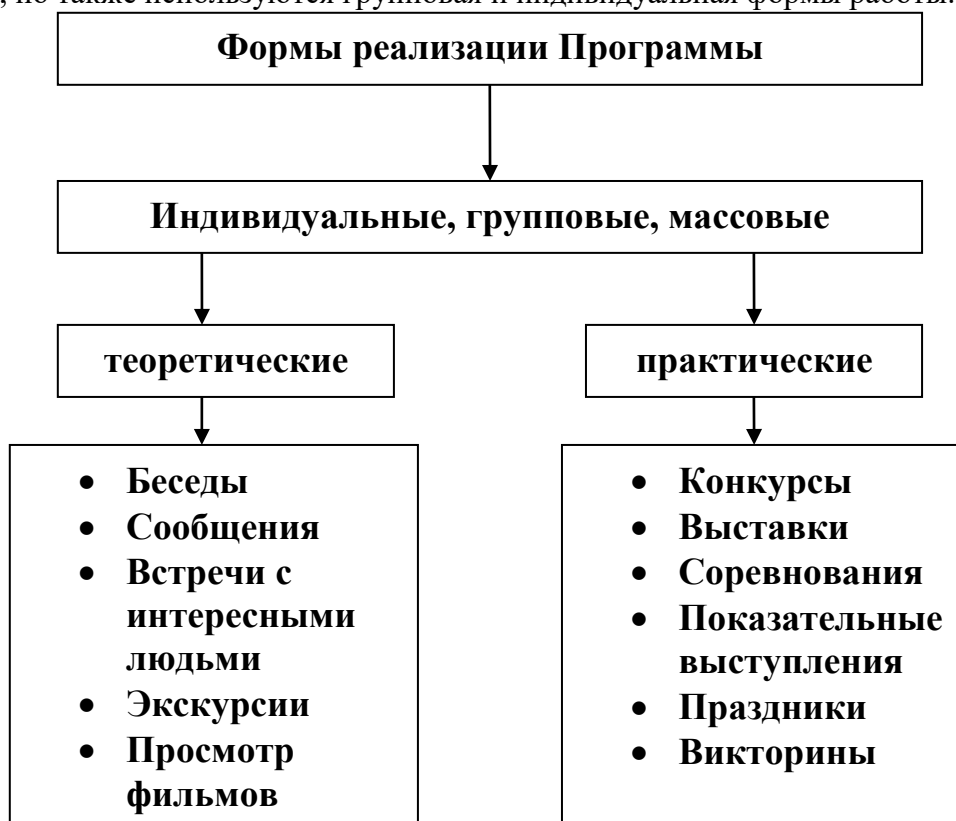 , но также используются групповая и индивидуальная формы работы.
Формы реализации Программы
Индивидуальные, групповые, массовые
теоретические
практические
• Беседы
• Сообщения
• Встречи с
интересными
людьми
• Экскурсии
• Просмотр
фильмов
• Конкурсы
• Выставки
• Соревнования
• Показательные
выступления
• Праздники
• Викторины